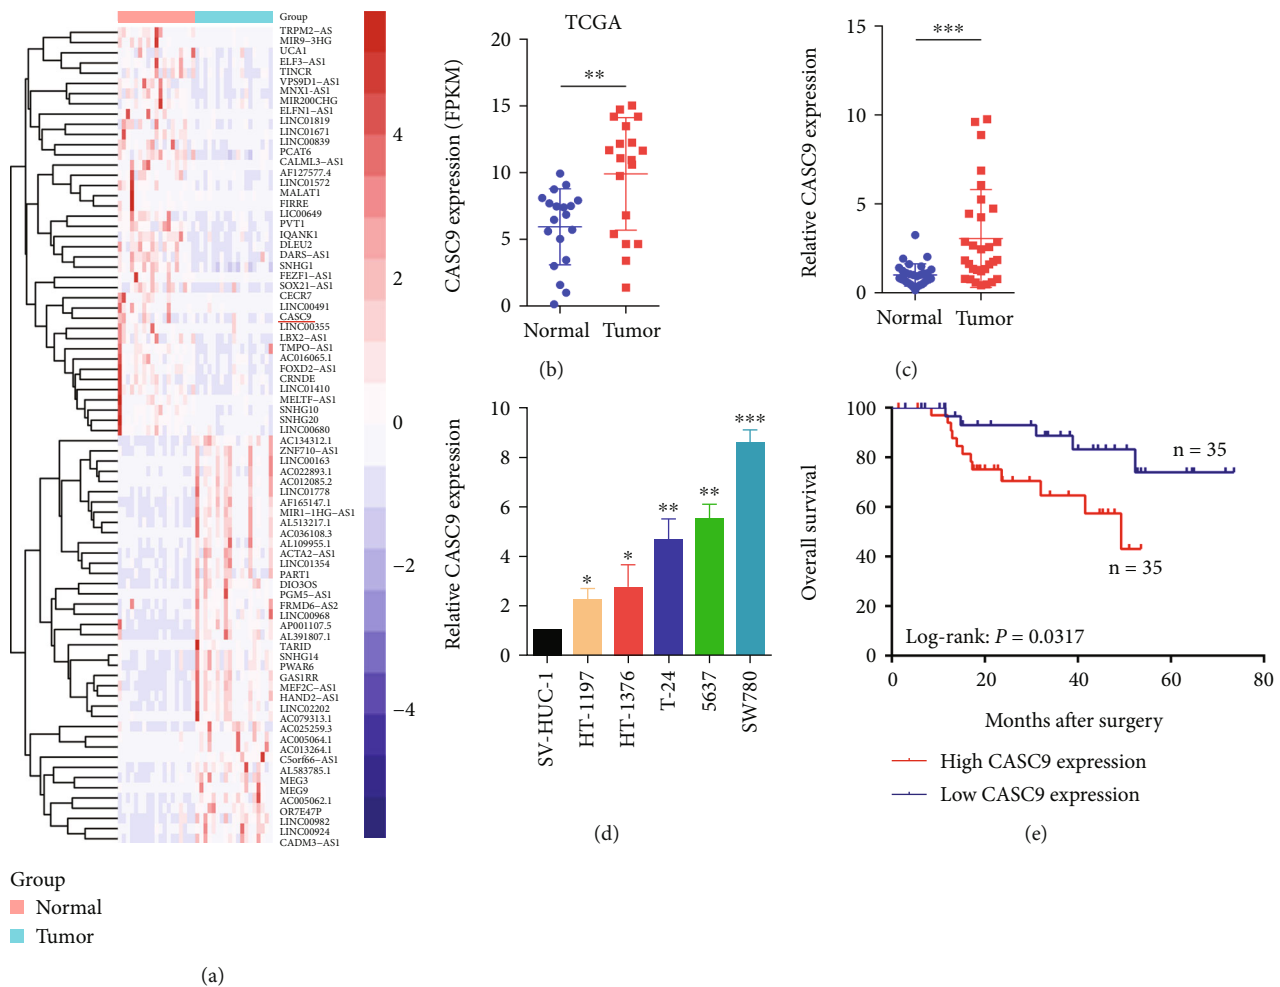 Group
TRPM2−AS
MIR9−3HG
UCA1
ELF3−AS1
TINCR
VPS9D1−AS1
MNX1-AS1
MIR200CHG
ELFN1−AS1
LINC01819
LINC01671
LINC00839
PCAT6
CALML3−AS1
AF127577.4
LINC01572
MALAT1
FIRRE
LIC00649
PVT1
IQANK1
DLEU2
DARS−AS1
SNHG1
FEZF1−AS1
SOX21−AS1
CECR7
LINC00491
CASC9
LINC00355
LBX2−AS1
TMPO−AS1
AC016065.1
FOXD2−AS1
CRNDE
LINC01410
MELTF−AS1
SNHG10
SNHG20
LINC00680
AC134312.1
ZNF710−AS1
LINC00163
AC022893.1
AC012085.2
LINC01778
AF165147.1
MIR1−1HG−AS1
AL513217.1
AC036108.3
AL109955.1
ACTA2−AS1
LINC01354
PART1
DIO3OS
PGM5−AS1
FRMD6−AS2
LINC00968
AP001107.5
AL391807.1
TARID
SNHG14
PWAR6
GAS1RR
MEF2C−AS1
HAND2−AS1
LINC02202
AC079313.1
AC025259.3
AC005064.1
AC013264.1
C5orf66−AS1
AL583785.1
MEG3
MEG9
AC005062.1
OR7E47P
LINC00982
LINC00924
CADM3−AS1
4
2
0
−2
−4
Group
Normal
Tumor
(a)
TCGA
CASC9 expression (FPKM)
20
15
10
5
0
**
Normal Tumor
(b)
Relative CASC9 expression
15
10
5
0
***
Normal Tumor
(c)
Relative CASC9 expression
10
8
6
4
2
0
*
*
**
**
***
SV-HUC-1
HT-1197
HT-1376
T-24
5637
SW780
(d)
Overall survival
100
80
60
40
20
0
n = 35
n = 35
Log-rank: P = 0.0317
0 20 40 60 80
Months after surgery
High CASC9 expression
Low CASC9 expression
(e)